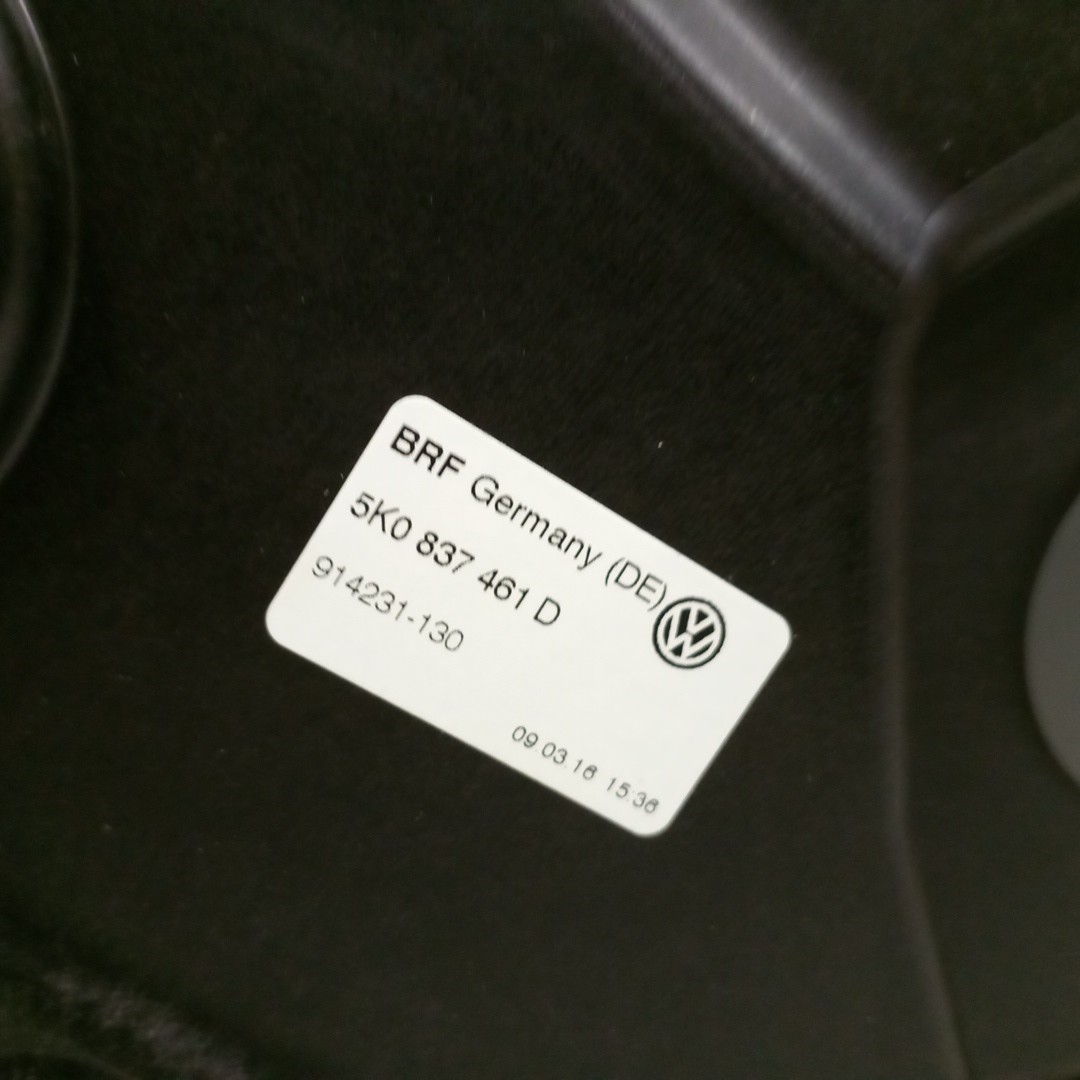 BRF Germany (DE)
5K0 837 461 D
914231-130
09.03.16 15:36